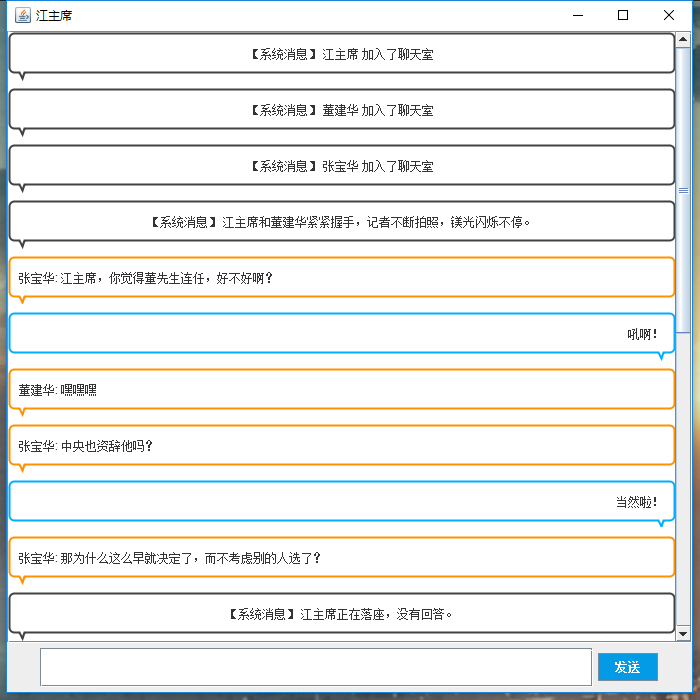 江主席
【系统消息】江主席 加入了聊天室
【系统消息】董建华 加入了聊天室
【系统消息】张宝华 加入了聊天室
【系统消息】江主席和董建华紧紧握手，记者不断拍照，镁光闪烁不停。
张宝华: 江主席，你觉得董先生连任，好不好啊？
吼啊！
董建华: 嘿嘿嘿
张宝华: 中央也资辞他吗？
当然啦！
张宝华: 那为什么这么早就决定了，而不考虑别的人选了？
【系统消息】江主席正在落座，没有回答。
发送